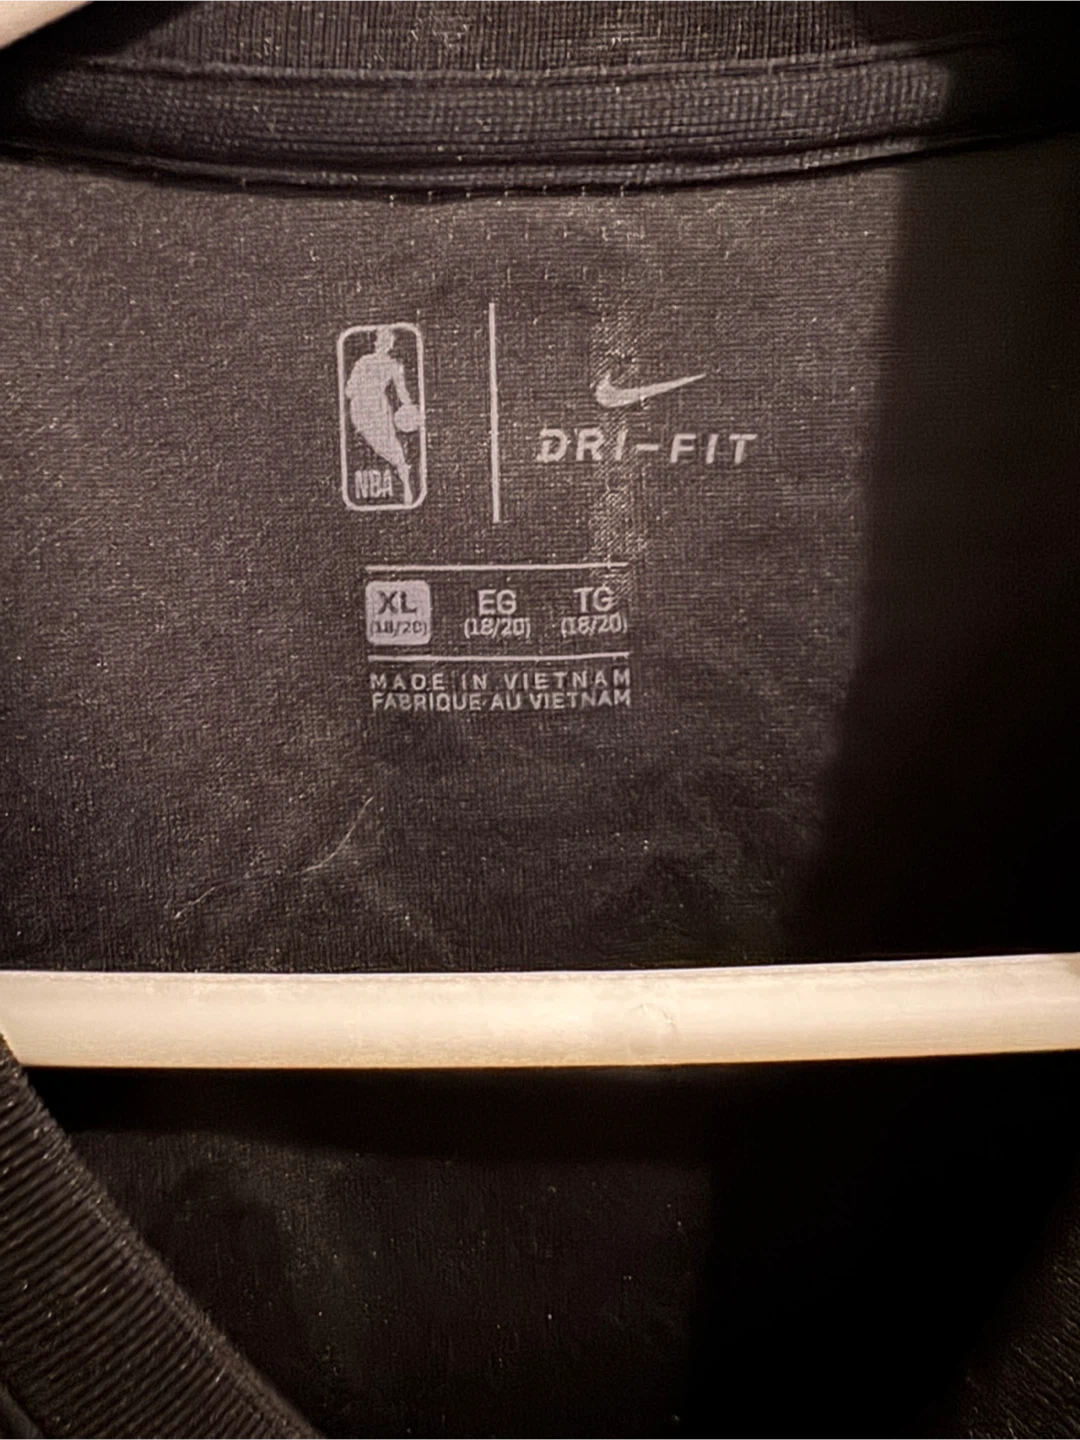 NBA
DRI-FIT
XL EG TG
(18/20) (18/20) (18/20)
MADE IN VIETNAM
FABRIQUE AU VIETNAM